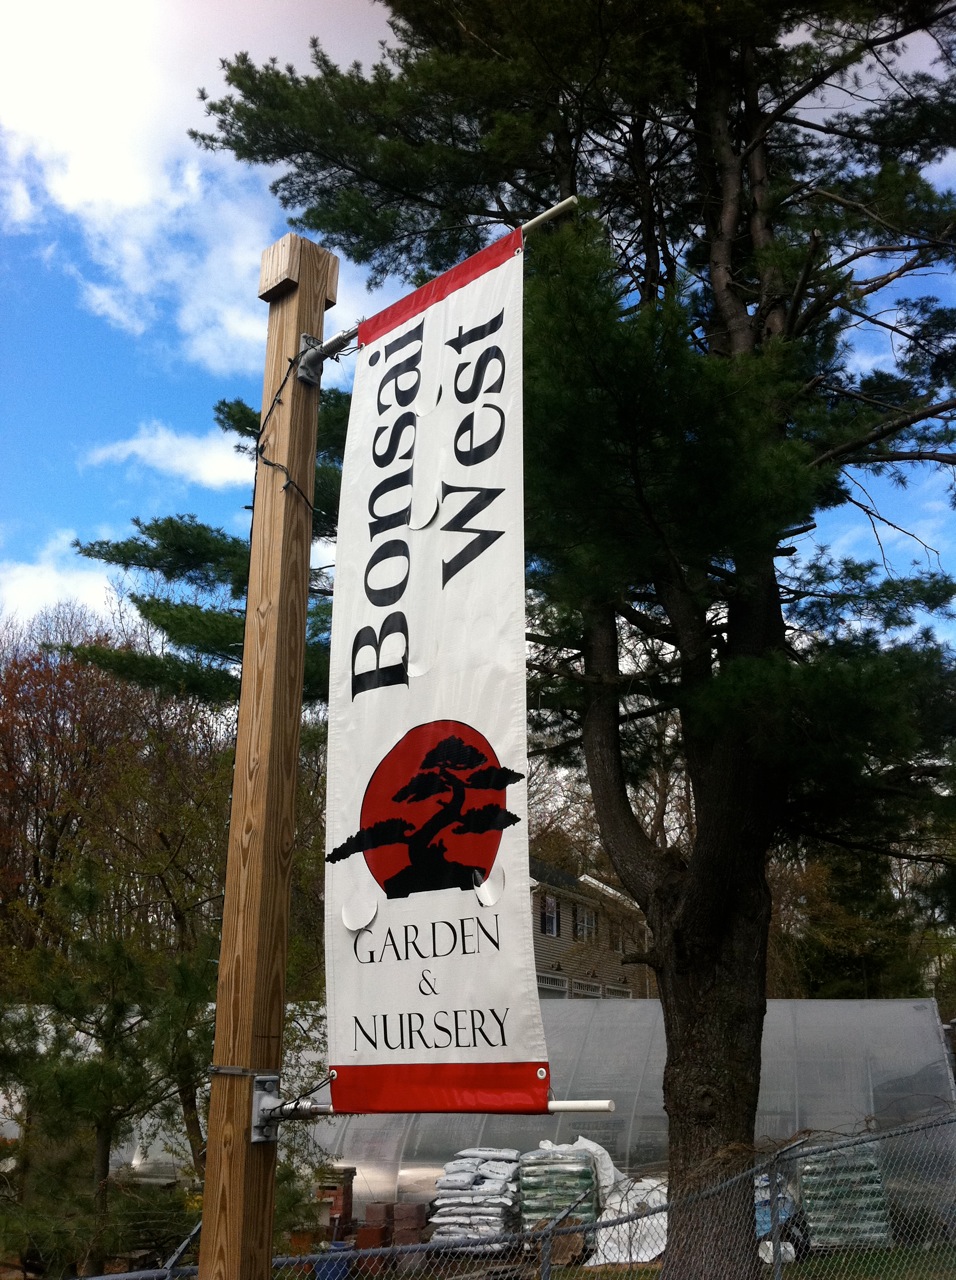 Bonsai
West
GARDEN
&
NURSERY